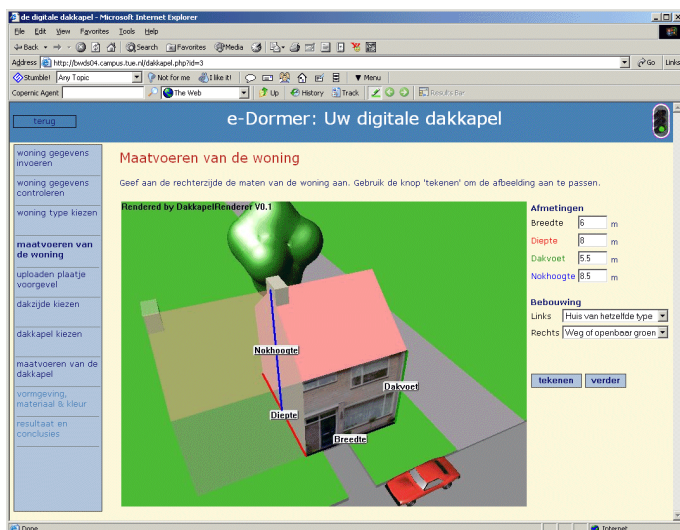 de digitale dakkapel - Microsoft Internet Explorer
File Edit View Favorites Tools Help
Back Search Favorites Media
Address http://bwds04.campus.tue.nl/dakkapel.php?id=3 Go Links
Stumble! Any Topic Not for me I like it! Menu
Copernic Agent The Web Up History Track Results Bar
terug
e-Dormer: Uw digitale dakkapel
woning gegevens invoeren
woning gegevens controleren
woning type kiezen
maatvoeren van de woning
uploaden plaatje voorgevel
dakzijde kiezen
dakkapel kiezen
maatvoeren van de dakkapel
vormgeving, materiaal & kleur
resultaat en conclusies
Maatvoeren van de woning
Geef aan de rechterzijde de maten van de woning aan. Gebruik de knop 'tekenen' om de afbeelding aan te passen.
Rendered by DakkapelRenderer V0.1
Nokhoogte
Dakvoet
Diepte
Breedte
Afmetingen
Breedte 6 m
Diepte 8 m
Dakvoet 5.5 m
Nokhoogte 8.5 m
Bebouwing
Links Huis van hetzelfde type
Rechts Weg of openbaar groen
tekenen verder
Done Internet